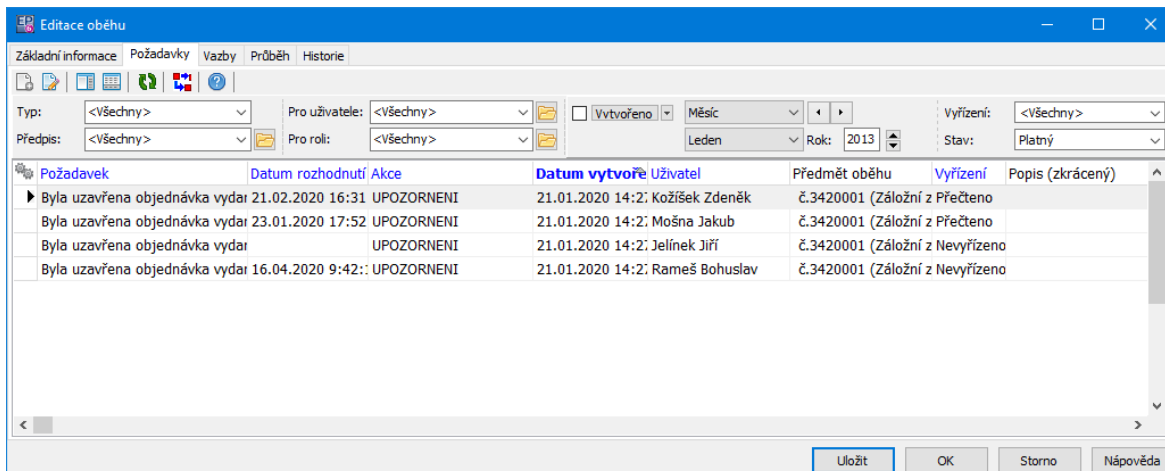 Editace oběhu
Základní informace Požadavky Vazby Průběh Historie
Typ: <Všechny> Pro uživatele: <Všechny> Vytvořeno Měsíc Vyřízení: <Všechny>
Předpis: <Všechny> Pro roli: <Všechny> Leden Rok: 2013 Stav: Platný
Požadavek Datum rozhodnutí Akce Datum vytvoře Uživatel Předmět oběhu Vyřízení Popis (zkrácený)
Byla uzavřena objednávka vydar 21.02.2020 16:31 UPOZORNENI 21.01.2020 14:27 Kožíšek Zdeněk č.3420001 (Záložní z Přečteno
Byla uzavřena objednávka vydar 23.01.2020 17:52 UPOZORNENI 21.01.2020 14:27 Mošna Jakub č.3420001 (Záložní z Přečteno
Byla uzavřena objednávka vydar UPOZORNENI 21.01.2020 14:27 Jelínek Jiří č.3420001 (Záložní z Nevyřízeno
Byla uzavřena objednávka vydar 16.04.2020 9:42: UPOZORNENI 21.01.2020 14:27 Rameš Bohuslav č.3420001 (Záložní z Nevyřízeno
Uložit OK Storno Nápověda